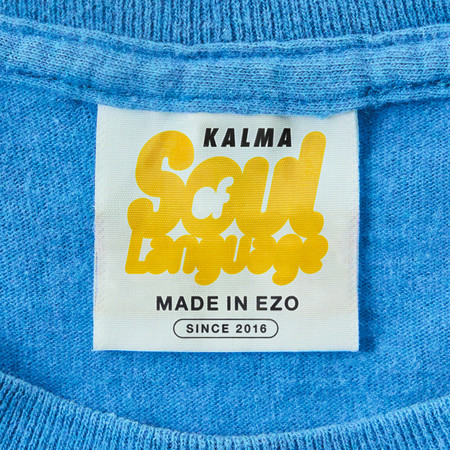 KALMA
Soul
of
Language
MADE IN EZO
SINCE 2016